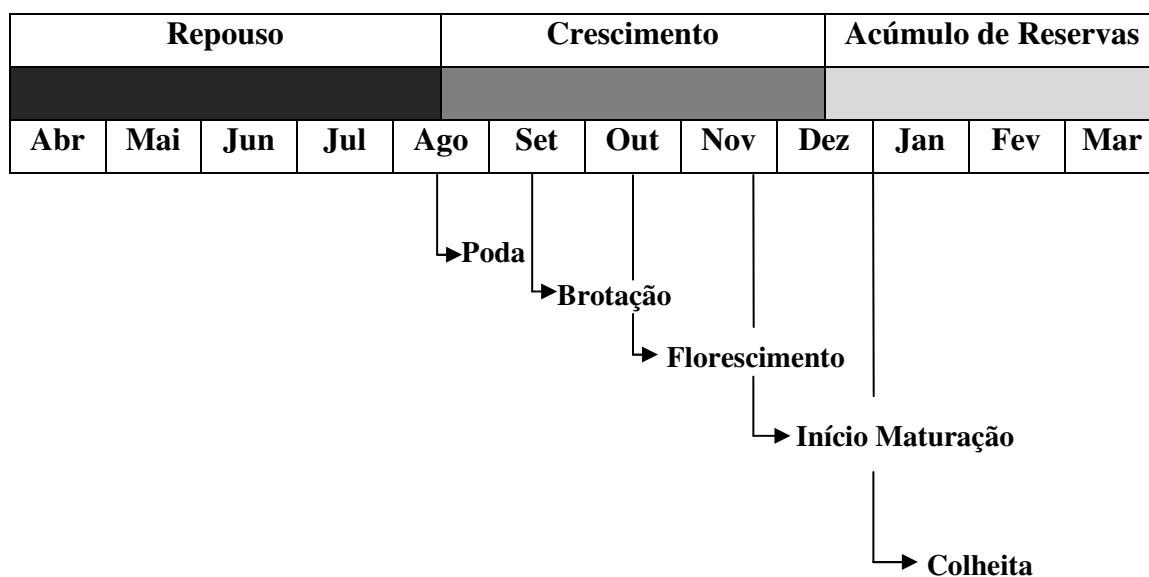 Repouso Crescimento Acúmulo de Reservas
Abr Mai Jun Jul Ago Set Out Nov Dez Jan Fev Mar
Poda
Brotação
Florescimento
Início Maturação
Colheita